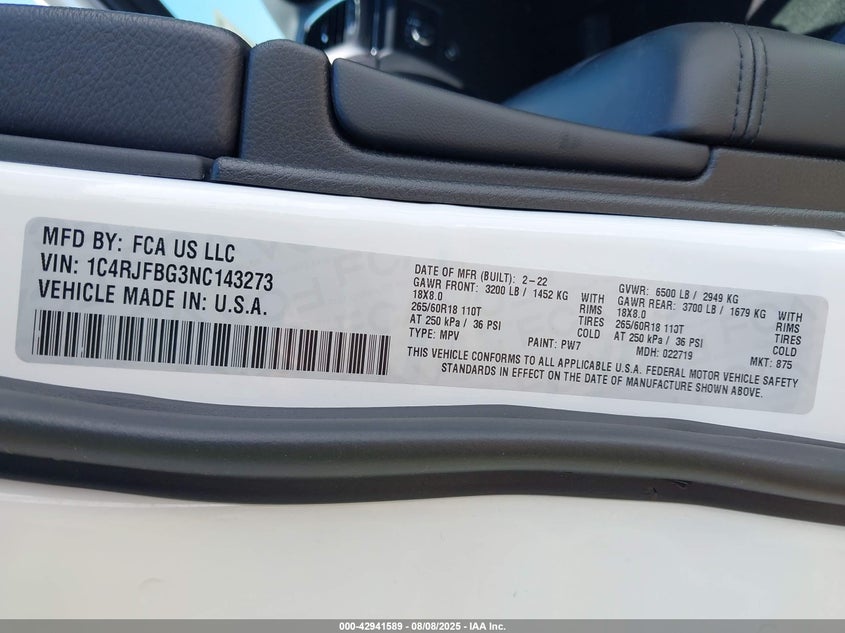 MFD BY: FCA US LLC
VIN: 1C4RJFBG3NC143273
VEHICLE MADE IN: U.S.A.
DATE OF MFR (BUILT): 2-22
GAWR FRONT: 3200 LB / 1452 KG WITH
18X8.0 RIMS
265/60R18 110T TIRES
AT 250 kPa / 36 PSI COLD
TYPE: MPV PAINT: PW7
GVWR: 6500 LB / 2949 KG
GAWR REAR: 3700 LB / 1679 KG WITH
18X8.0 RIMS
265/60R18 110T TIRES
AT 250 kPa / 36 PSI COLD
MDH: 022719 MKT: 875
THIS VEHICLE CONFORMS TO ALL APPLICABLE U.S.A. FEDERAL MOTOR VEHICLE SAFETY
STANDARDS IN EFFECT ON THE DATE OF MANUFACTURE SHOWN ABOVE.
000-42941589 | 08/08/2025 | IAA Inc.